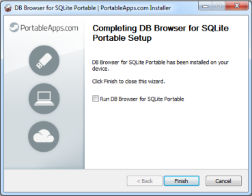 DB Browser for SQLite Portable | PortableApps.com Installer
PortableApps.com
Completing DB Browser for SQLite
Portable Setup
DB Browser for SQLite Portable has been installed on your
device.
Click Finish to close this wizard.
Run DB Browser for SQLite Portable
< Back
Finish
Cancel